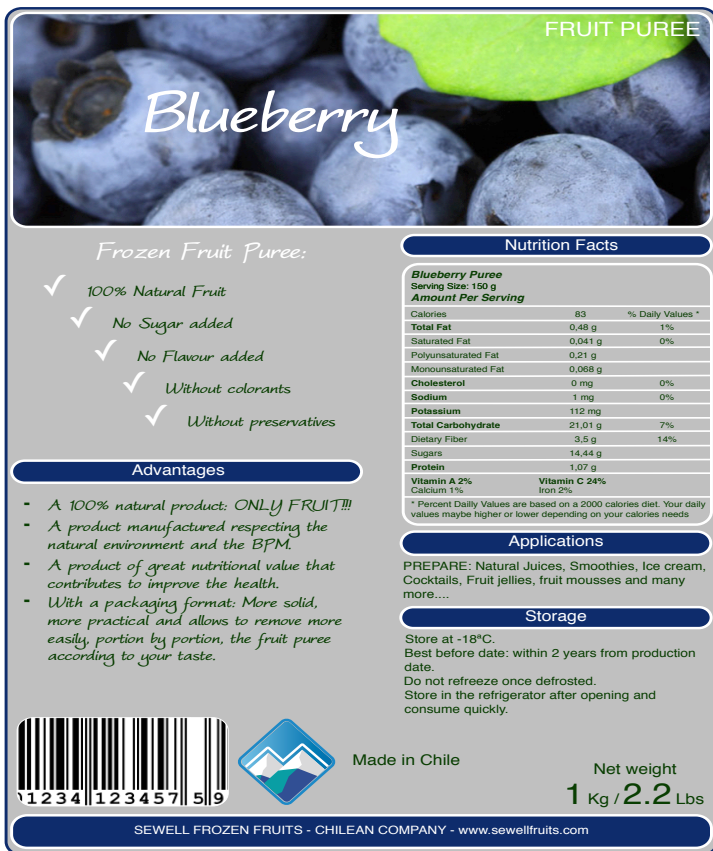 FRUIT PUREE
Blueberry
Frozen Fruit Puree:
100% Natural Fruit
No Sugar added
No Flavour added
Without colorants
Without preservatives
Advantages
- A 100% natural product: ONLY FRUIT!!!
- A product manufactured respecting the
natural environment and the BPM.
- A product of great nutritional value that
contributes to improve the health.
- With a packaging format: More solid,
more practical and allows to remove more
easily, portion by portion, the fruit puree
according to your taste.
Nutrition Facts
Blueberry Puree
Serving Size: 150 g
Amount Per Serving
Calories 83 % Daily Values *
Total Fat 0,48 g 1%
Saturated Fat 0,041 g 0%
Polyunsaturated Fat 0,21 g
Monounsaturated Fat 0,068 g
Cholesterol 0 mg 0%
Sodium 1 mg 0%
Potassium 112 mg
Total Carbohydrate 21,01 g 7%
Dietary Fiber 3,5 g 14%
Sugars 14,44 g
Protein 1,07 g
Vitamin A 2% Vitamin C 24%
Calcium 1% Iron 2%
* Percent Dailly Values are based on a 2000 calories diet. Your daily
values maybe higher or lower depending on your calories needs
Applications
PREPARE: Natural Juices, Smoothies, Ice cream,
Cocktails, Fruit jellies, fruit mousses and many
more....
Storage
Store at -18ªC.
Best before date: within 2 years from production
date.
Do not refreeze once defrosted.
Store in the refrigerator after opening and
consume quickly.
1234 123457 5 9
Made in Chile
Net weight
1 Kg / 2.2 Lbs
SEWELL FROZEN FRUITS - CHILEAN COMPANY - www.sewellfruits.com